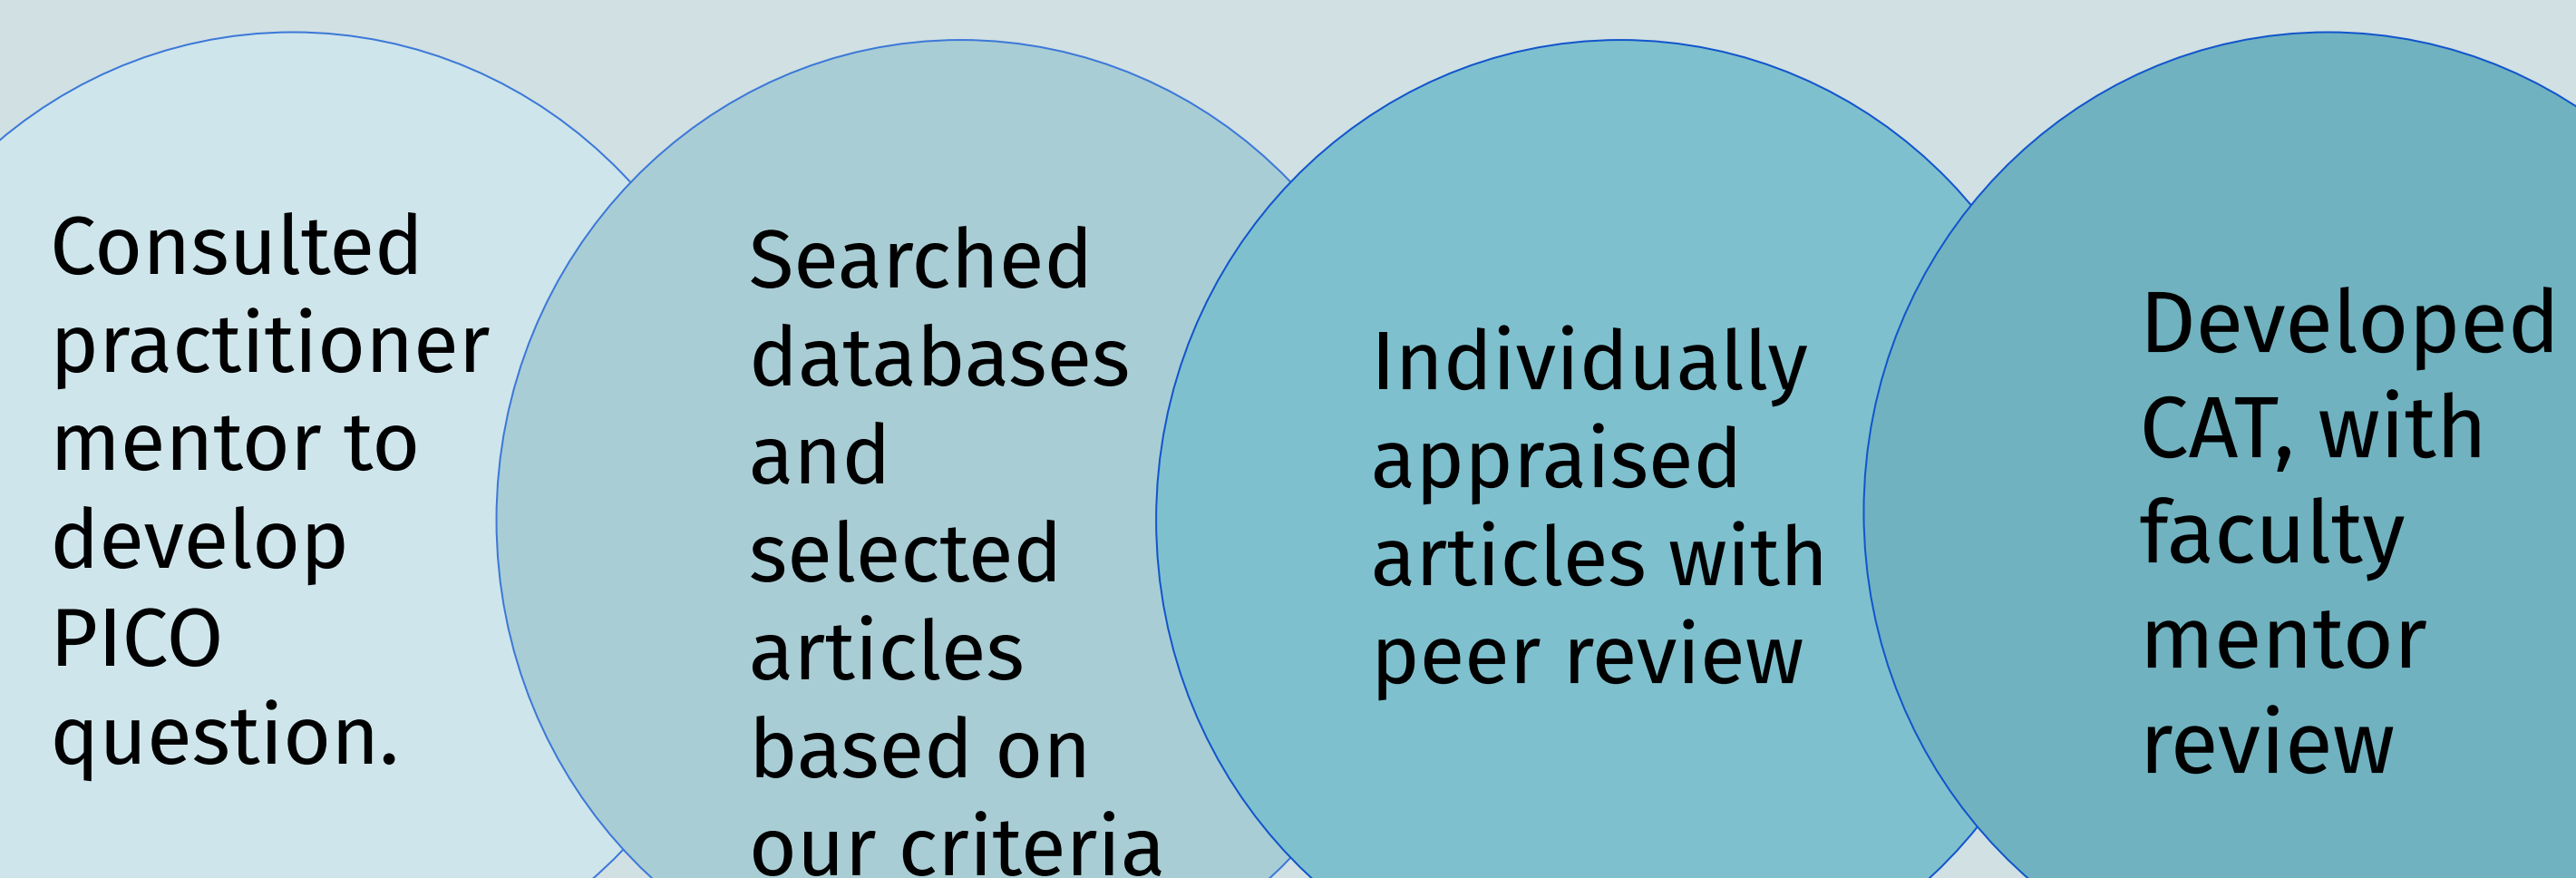 Consulted
practitioner
mentor to
develop
PICO
question.
Searched
databases
and
selected
articles
based on
our criteria
Individually
appraised
articles with
peer review
Developed
CAT, with
faculty
mentor
review